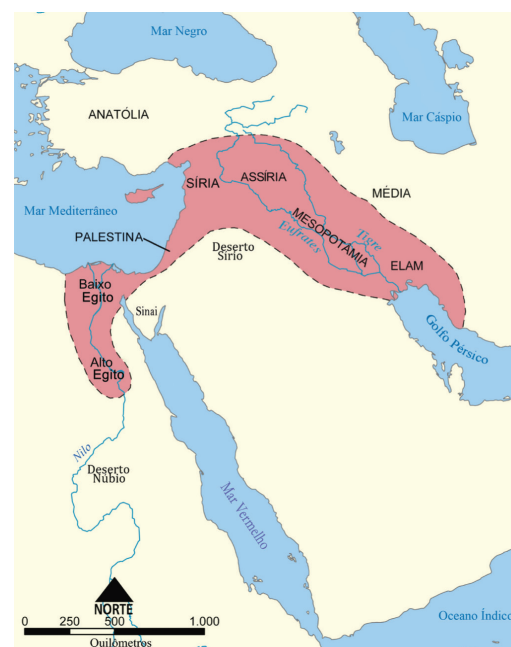 Mar Negro
ANATÓLIA
Mar Cáspio
SÍRIA
ASSÍRIA
MÉDIA
Mar Mediterrâneo
MESOPOTÂMIA
PALESTINA
Tigre
Eufrates
Deserto
Sírio
ELAM
Baixo
Egito
Sinai
Golfo Pérsico
Alto
Egito
Nilo
Deserto
Núbio
Mar Vermelho
NORTE
Oceano Índico
0 250 500 1.000
Quilómetros